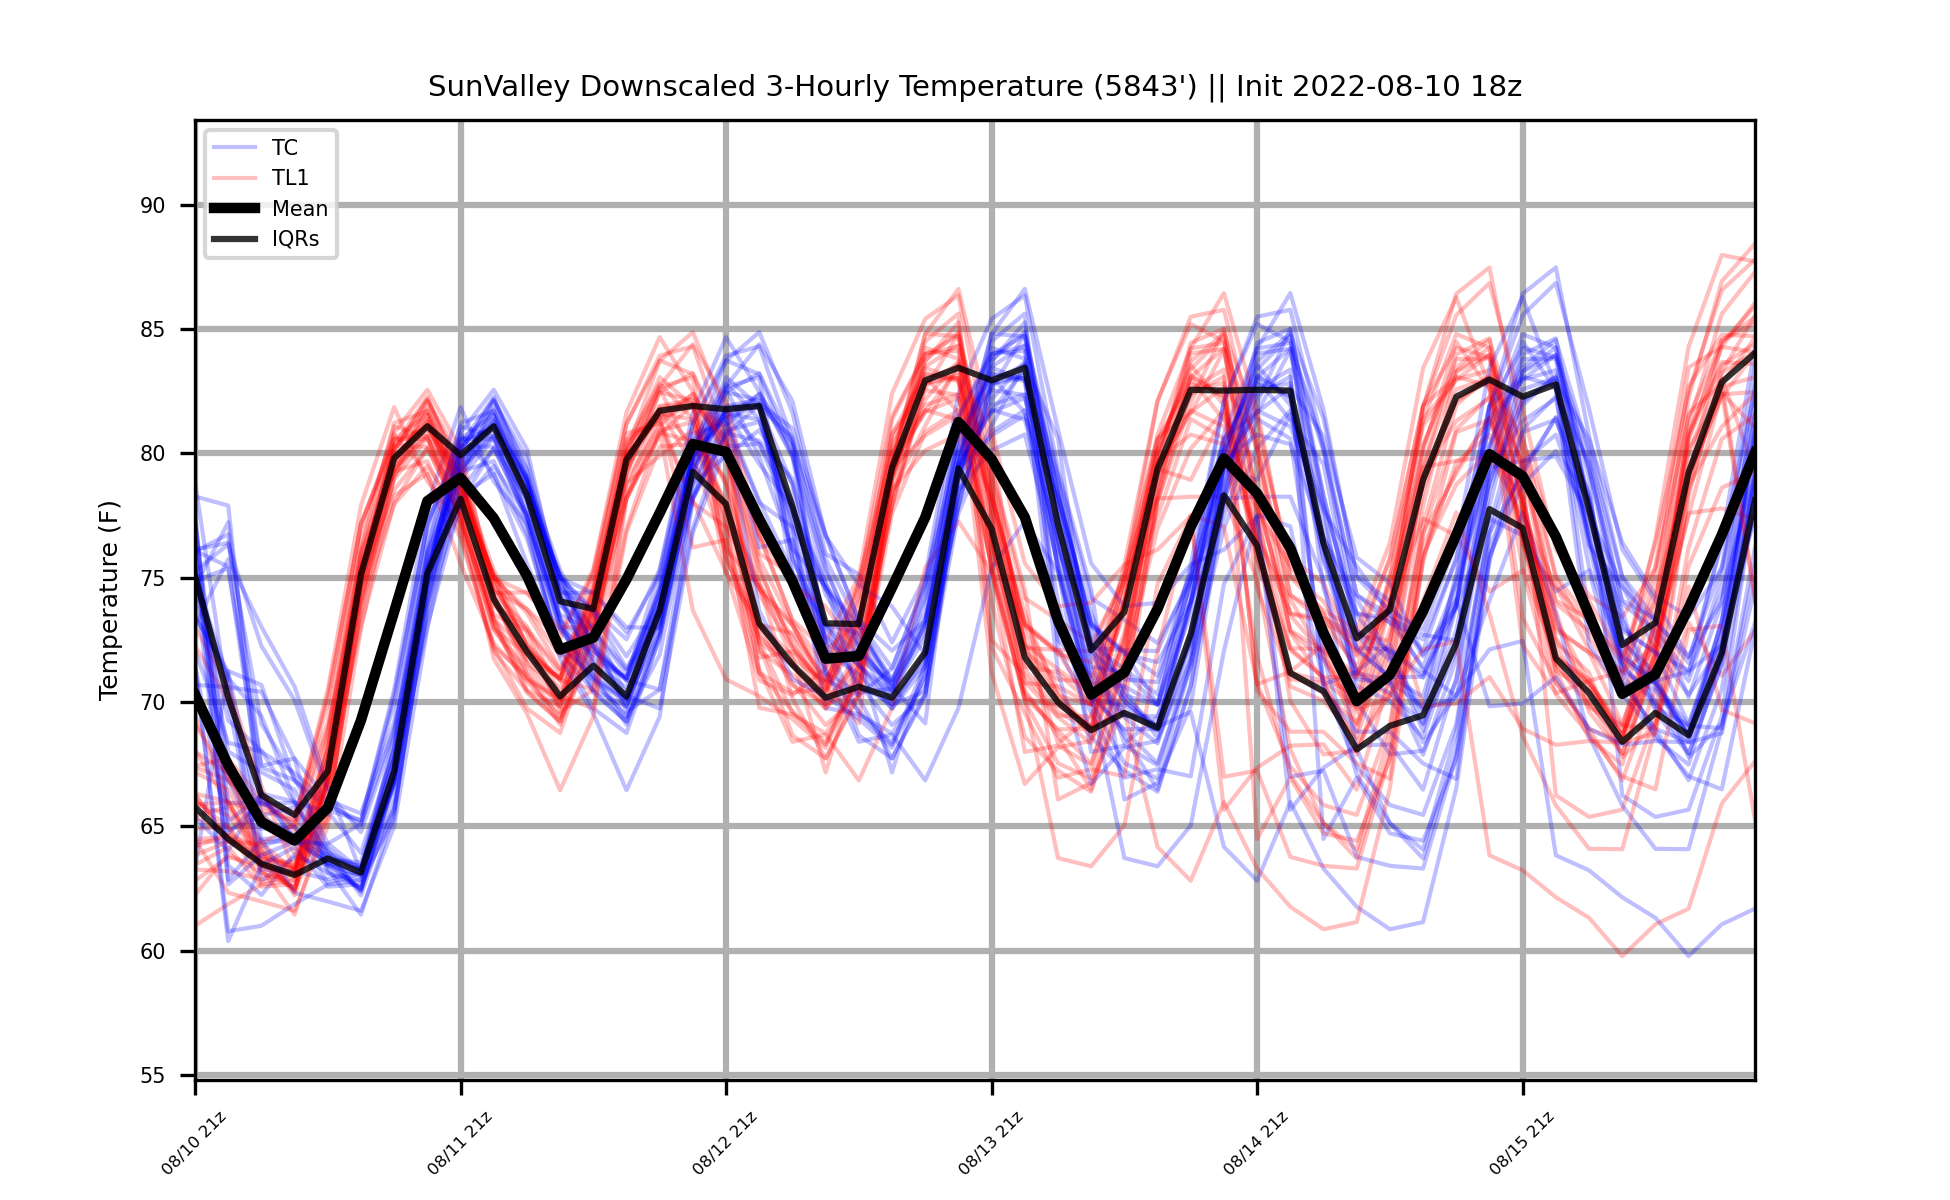 SunValley Downscaled 3-Hourly Temperature (5843') || Init 2022-08-10 18z
TC
TL1
Mean
IQRs
Temperature (F)
90
85
80
75
70
65
60
55
08/10 21z
08/11 21z
08/12 21z
08/13 21z
08/14 21z
08/15 21z